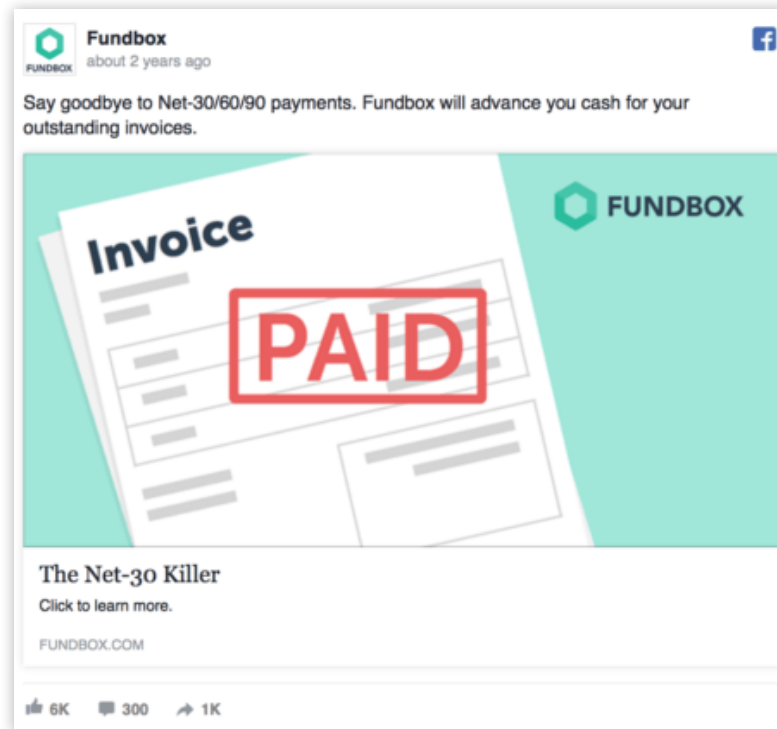 Fundbox
FUNDBOX
about 2 years ago
Say goodbye to Net-30/60/90 payments. Fundbox will advance you cash for your
outstanding invoices.
FUNDBOX
Invoice
PAID
The Net-30 Killer
Click to learn more.
FUNDBOX.COM
6K 300 1K